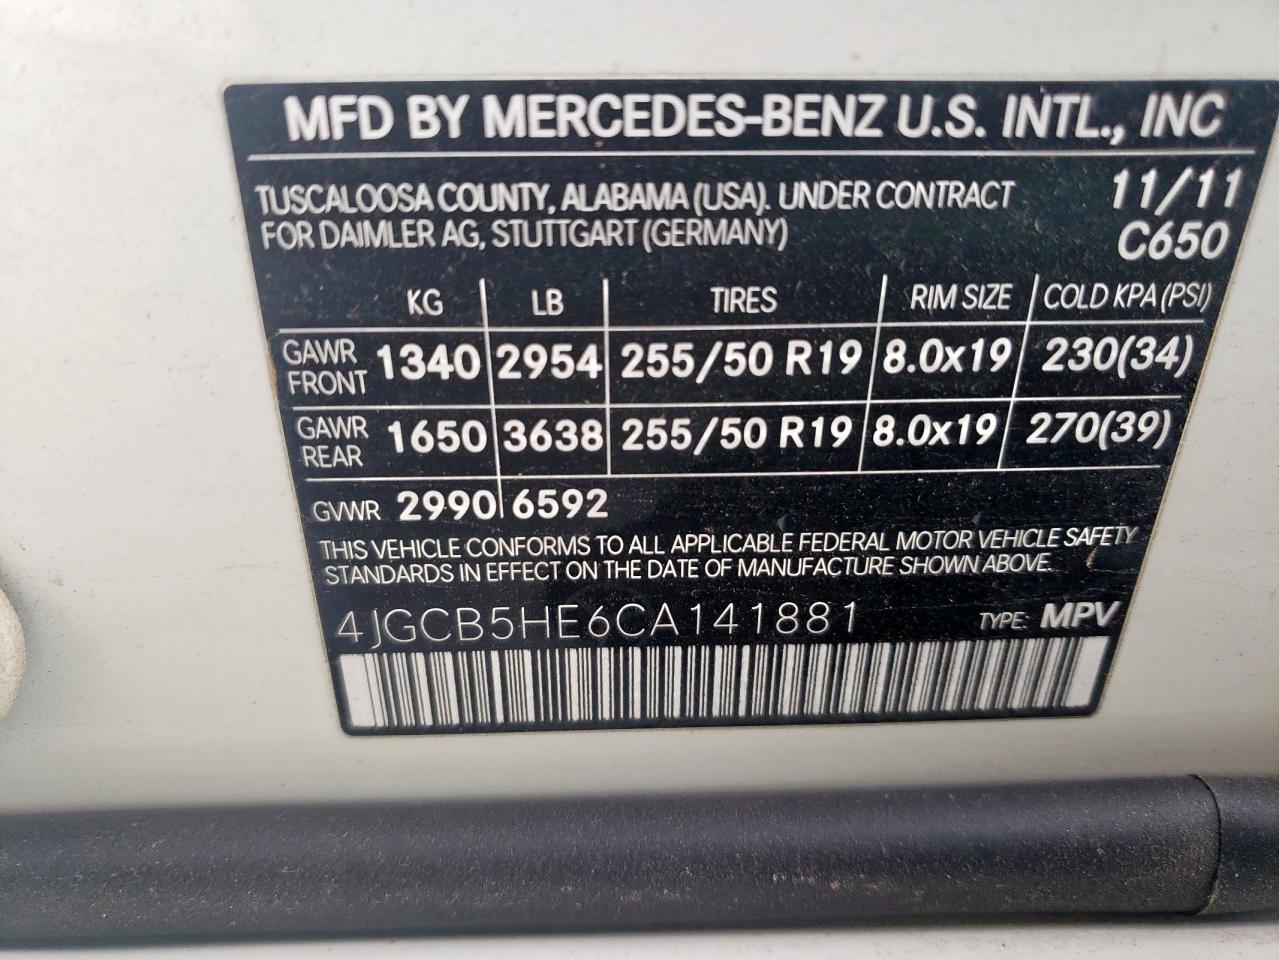 MFD BY MERCEDES-BENZ U.S. INTL., INC
TUSCALOOSA COUNTY, ALABAMA (USA). UNDER CONTRACT 11/11
FOR DAIMLER AG, STUTTGART (GERMANY) C650
KG LB TIRES RIM SIZE COLD KPA (PSI)
GAWR FRONT 1340 2954 255/50 R19 8.0x19 230(34)
GAWR REAR 1650 3638 255/50 R19 8.0x19 270(39)
GVWR 2990 6592
THIS VEHICLE CONFORMS TO ALL APPLICABLE FEDERAL MOTOR VEHICLE SAFETY
STANDARDS IN EFFECT ON THE DATE OF MANUFACTURE SHOWN ABOVE.
4JGCB5HE6CA141881 TYPE: MPV